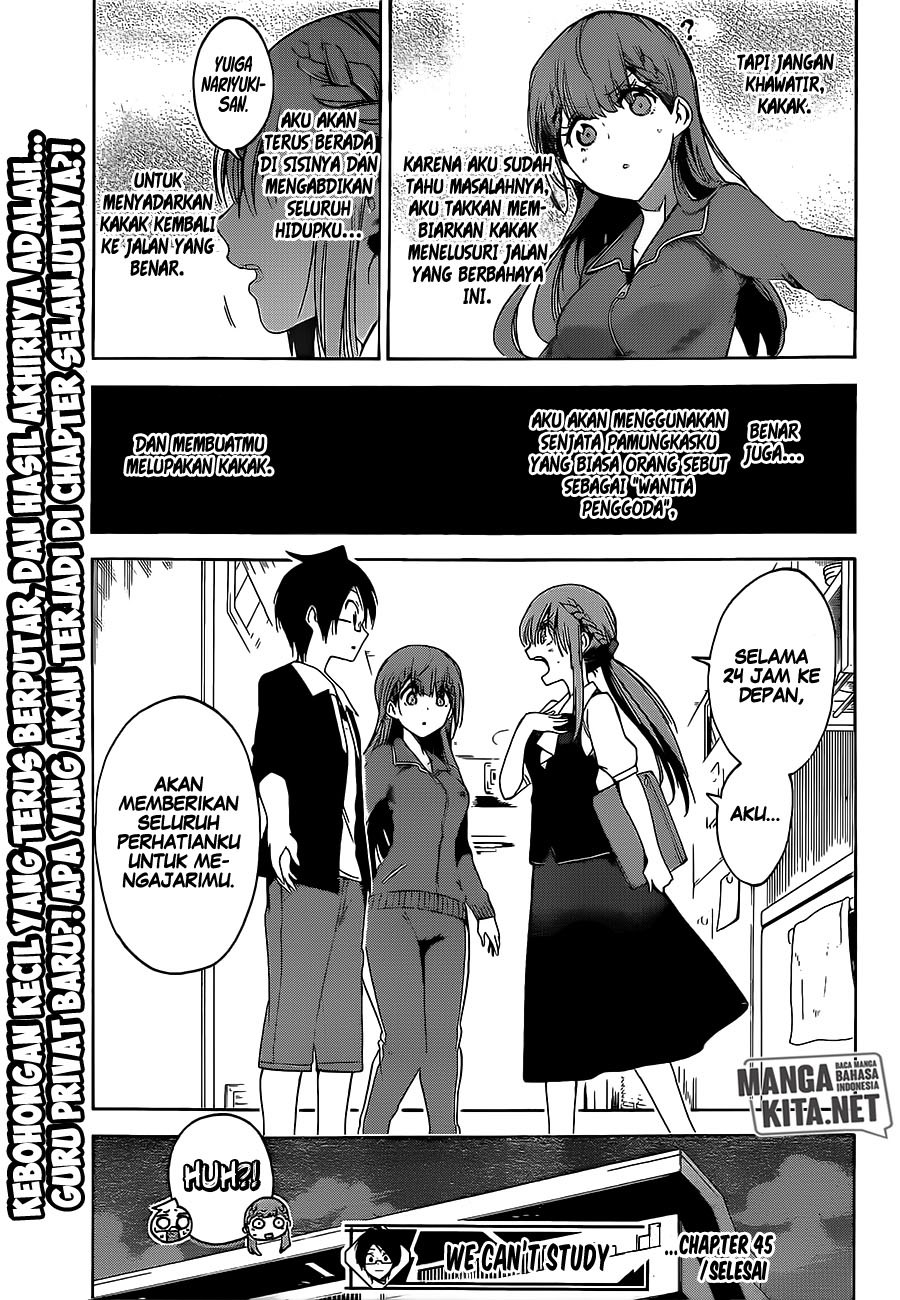 ?
TAPI JANGAN
KHAWATIR,
KAKAK.
KARENA AKU SUDAH
TAHU MASALAHNYA,
AKU TAKKAN MEM-
BIARKAN KAKAK
MENELUSURI JALAN
YANG BERBAHAYA
INI.
YUIGA
NARIYUKI-
SAN.
AKU AKAN
TERUS BERADA
DI SISINYA DAN
MENGABDIKAN
SELURUH
HIDUPKU...
UNTUK
MENYADARKAN
KAKAK KEMBALI
KE JALAN YANG
BENAR.
BENAR
JUGA...
AKU AKAN MENGGUNAKAN
SENJATA PAMUNGKASKU
YANG BIASA ORANG SEBUT
SEBAGAI "WANITA
PENGGODA",
DAN MEMBUATMU
MELUPAKAN KAKAK.
SELAMA
24 JAM KE
DEPAN,
AKU...
AKAN
MEMBERIKAN
SELURUH
PERHATIANKU
UNTUK ME-
NGAJARIMU.
HUH?!
WE CAN'T STUDY
...CHAPTER 45
/SELESAI
KEBOHONGAN KECIL YANG TERUS BERPUTAR, DAN HASIL AKHIRNYA ADALAH...
GURU PRIVAT BARU?! APA YANG AKAN TERJADI DI CHAPTER SELANJUTNYA?!
MANGA
BACA MANGA
BAHASA
INDONESIA
-KITA.NET